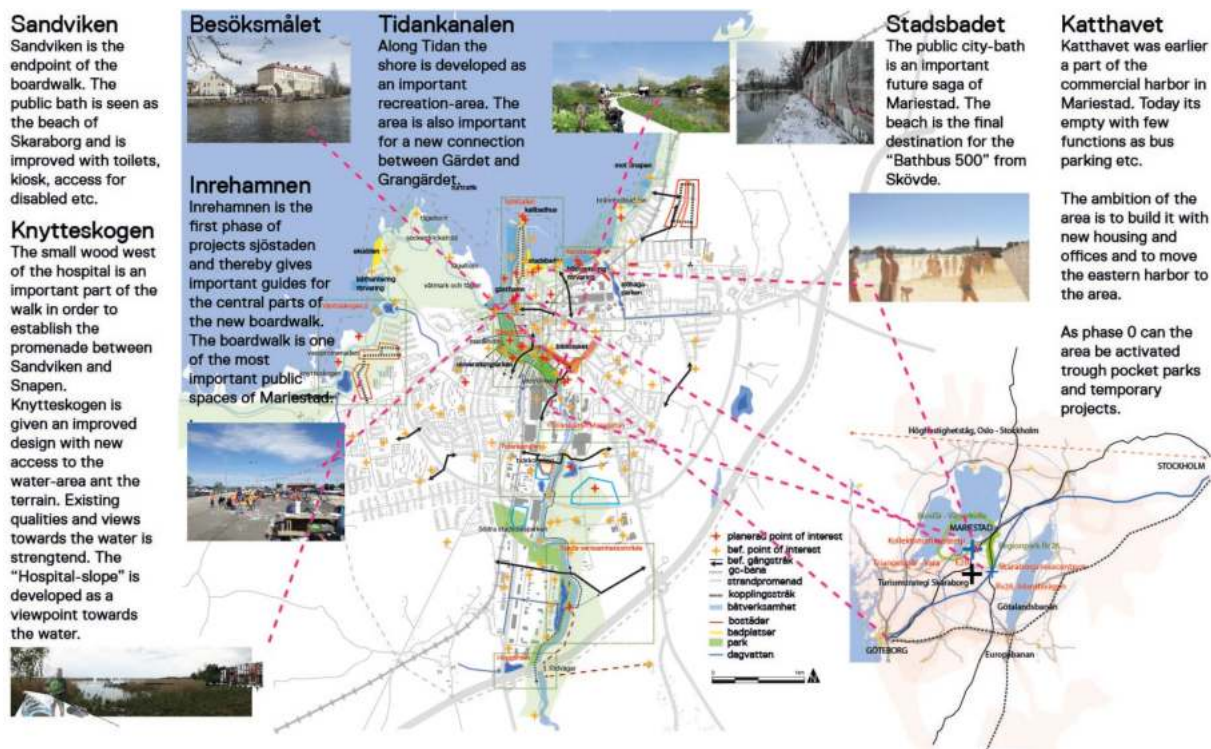 Sandviken
Sandviken is the
endpoint of the
boardwalk. The
public bath is seen as
the beach of
Skaraborg and is
improved with toilets,
kiosk, access for
disabled etc.
Knytteskogen
The small wood west
of the hospital is an
important part of the
walk in order to
establish the
promenade between
Sandviken and
Snapen.
Knytteskogen is
given an improved
design with new
access to the
water-area ant the
terrain. Existing
qualities and views
towards the water is
strengtend. The
"Hospital-slope" is
developed as a
viewpoint towards
the water.
Besöksmålet
Inrehamnen
Inrehamnen is the
first phase of
projects sjöstaden
and thereby gives
important guides for
the central parts of
the new boardwalk.
The boardwalk is one
of the most
important public
spaces of Mariestad.
Tidankanalen
Along Tidan the
shore is developed as
an important
recreation-area. The
area is also important
for a new connection
between Gärdet and
Grangärdet.
Stadsbadet
The public city-bath
is an important
future saga of
Mariestad. The
beach is the final
destination for the
"Bathbus 500" from
Skövde.
Katthavet
Katthavet was earlier
a part of the
commercial harbor in
Mariestad. Today its
empty with few
functions as bus
parking etc.
The ambition of the
area is to build it with
new housing and
offices and to move
the eastern harbor to
the area.
As phase 0 can the
area be activated
trough pocket parks
and temporary
projects.
mot Snapen
kallbadhus
våtmark och fåglar
planerad point of interest
bef. point of interest
bef. gångstråk
gc-bana
strandpromenad
kopplingsstråk
båtverksamhet
bostäder
badplatser
park
dagvatten
Höghastighetståg, Oslo - Stockholm
STOCKHOLM
MARIESTAD
Turismstrategi Skaraborg
Götalandsbanan
GÖTEBORG
Europabanan